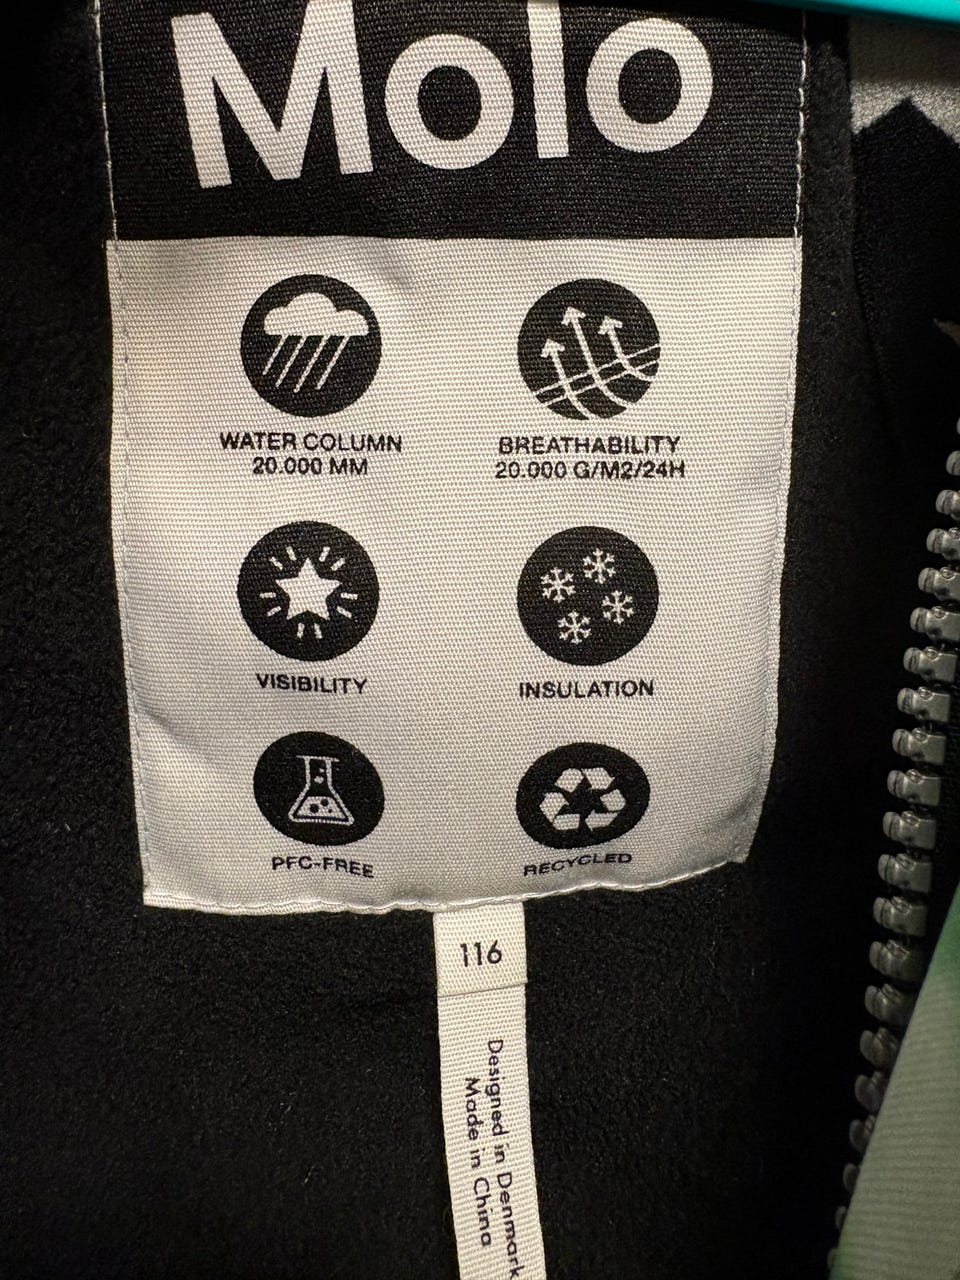 Molo
WATER COLUMN
20.000 MM
BREATHABILITY
20.000 G/M2/24H
VISIBILITY
INSULATION
PFC-FREE
RECYCLED
116
Designed in Denmark
Made in China